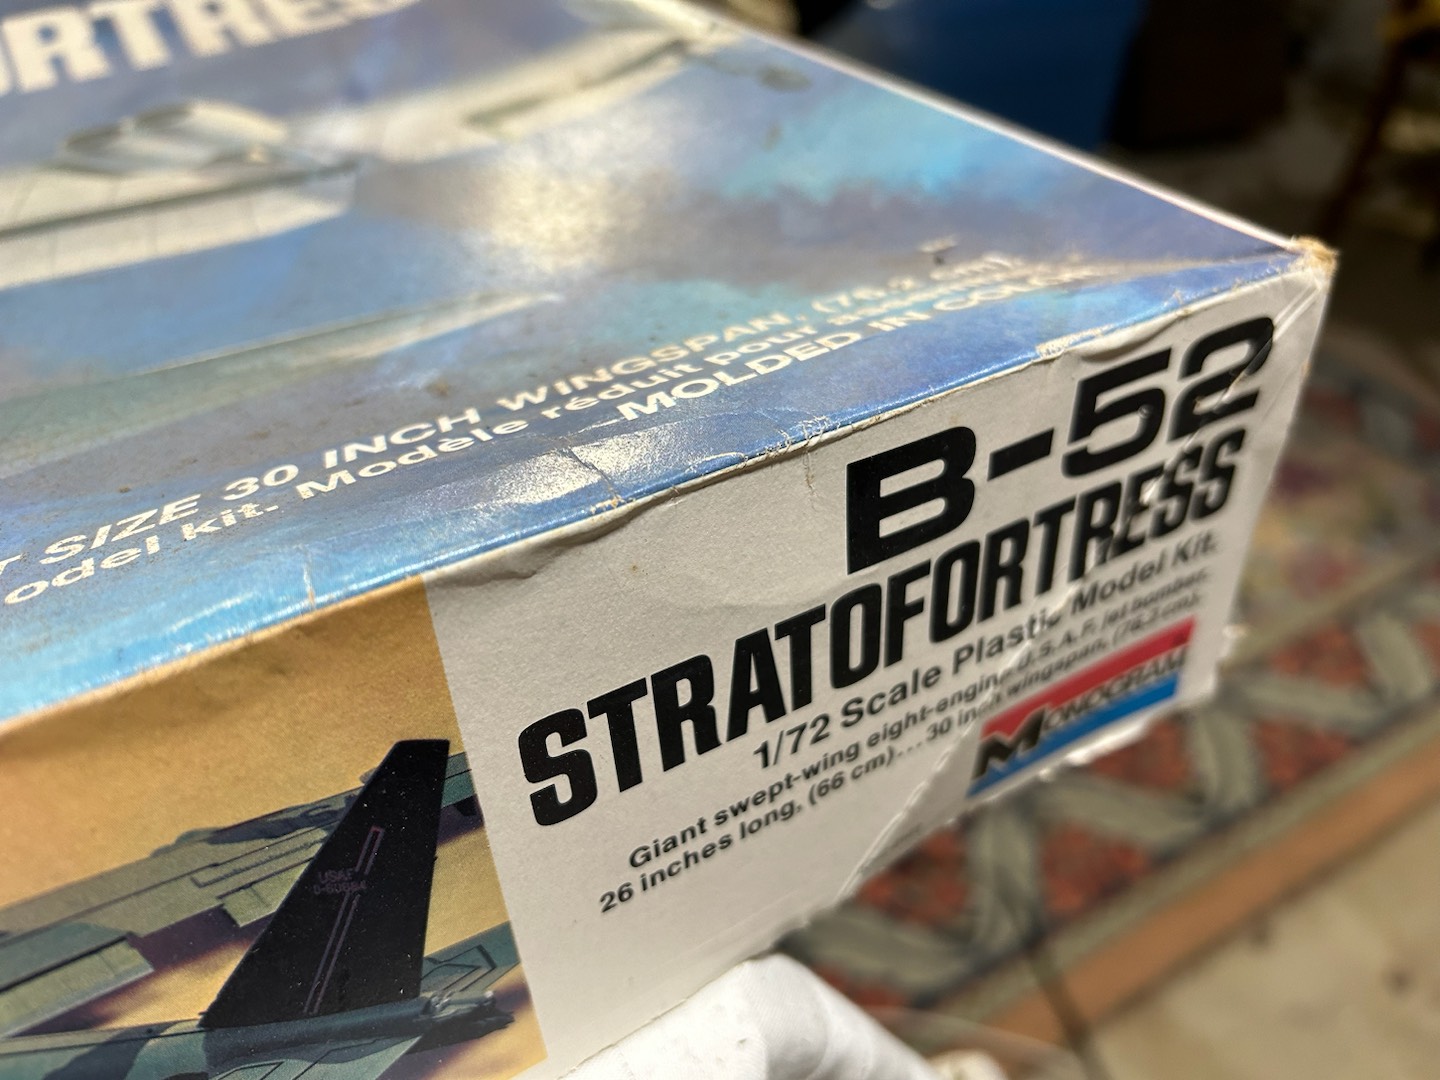 ORTRESS
SIZE 30 INCH WINGSPAN, (76.2 cm)
odel kit- Modèle réduit pour assembl
MOLDED IN COLOR
B-52
STRATOFORTRESS
1/72 Scale Plastic Model Kit.
Giant swept-wing eight-engine U.S.A.F. jet bomber.
26 inches long, (66 cm)... 30 inch wingspan, (76.2 cm).
MONOGRAM
USAF